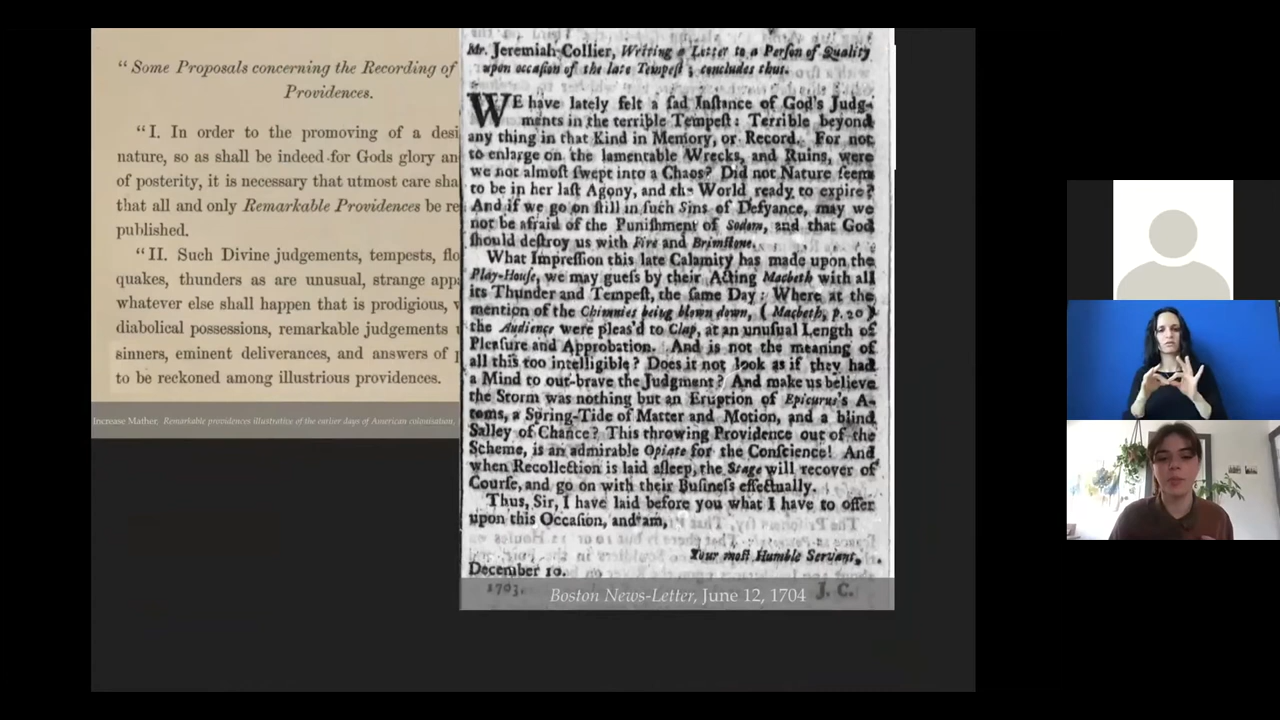 “ Some Proposals concerning the Recording of
Providences.
“I. In order to the promoving of a desi
nature, so as shall be indeed for Gods glory an
of posterity, it is necessary that utmost care sha
that all and only Remarkable Providences be re
published.
“II. Such Divine judgements, tempests, flo
quakes, thunders as are unusual, strange app
whatever else shall happen that is prodigious,
diabolical possessions, remarkable judgements
sinners, eminent deliverances, and answers of
to be reckoned among illustrious providences.
Increase Mather, Remarkable providences illustrative of the earlier days of American colonisation,
Mr. Jeremiah Collier, Writing a Letter to a Perſon of Quality
upon occaſion of the late Tempeſt ; concludes thus.
WE have lately felt a ſad Inſtance of God's Judg-
ments in the terrible Tempeſt : Terrible beyond
any thing in that Kind in Memory, or Record. For not
to enlarge on the lamentable Wrecks, and Ruins, were
we not almoſt ſwept into a Chaos? Did not Nature ſeem
to be in her laſt Agony, and the World ready to expire?
And if we go on ſtill in ſuch Sins of Defyance, may we
not be afraid of the Puniſhment of Sodom, and that God
ſhould deſtroy us with Fire and Brimſtone.
What Impreſſion this late Calamity has made upon the
Play-Houſe, we may gueſs by their Acting Macbeth with all
its Thunder and Tempeſt, the ſame Day : Where at the
mention of the Chimnies being blown down, ( Macbeth, p. 20 )
the Audience were pleas'd to Clap, at an unuſual Length of
Pleaſure and Approbation. And is not the meaning of
all this too intelligible ? Does it not look as if they had
a Mind to out-brave the Judgment ? And make us believe
the Storm was nothing but an Eruption of Epicurus's A-
toms, a Spring-Tide of Matter and Motion, and a blind
Salley of Chance ? This throwing Providence out of the
Scheme, is an admirable Opiate for the Conſcience! And
when Recollection is laid aſleep, the Stage will recover of
Courſe, and go on with their Buſineſs effectually.
Thus, Sir, I have laid before you what I have to offer
upon this Occaſion, and am,
Your moſt Humble Servant,
December 10.
1703.
J. C.
Boston News-Letter, June 12, 1704